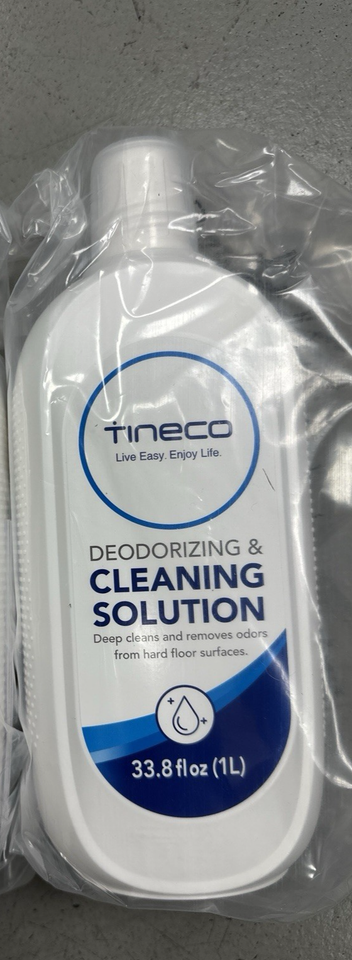 TINECO
Live Easy. Enjoy Life.
DEODORIZING &
CLEANING
SOLUTION
Deep cleans and removes odors
from hard floor surfaces.
33.8 fl oz (1L)